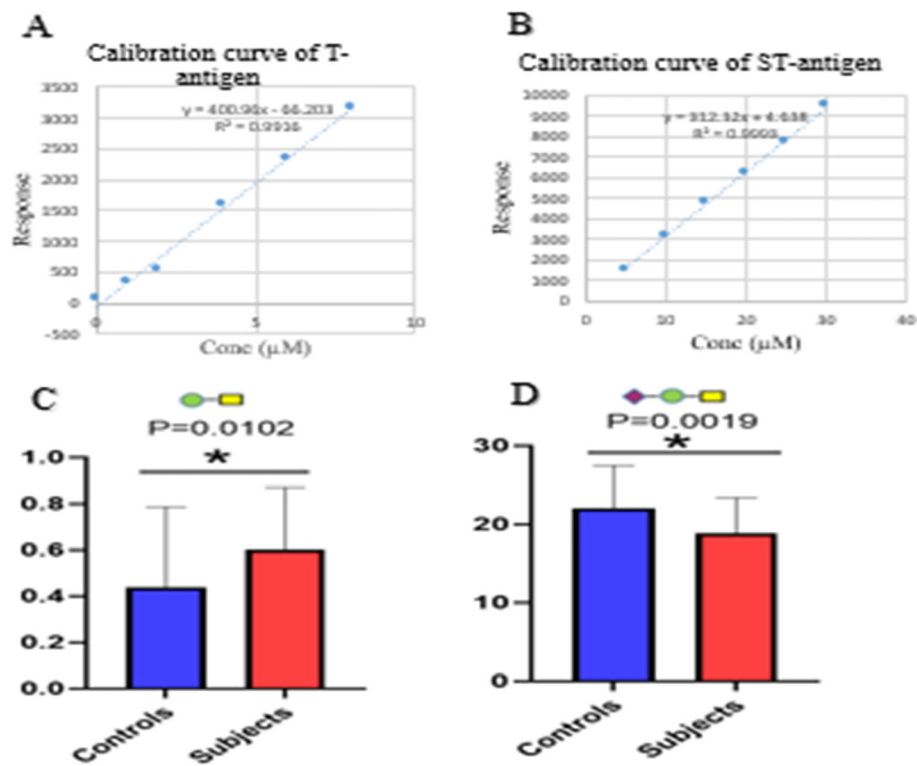 A
Calibration curve of T-
antigen
3500
3000
2500
2000
1500
1000
500
0
-500
0 5 10
Response
Conc (µM)
B
Calibration curve of ST-antigen
10000
9000
8000
7000
6000
5000
4000
3000
2000
1000
0
0 10 20 30 40
Response
Conc (µM)
C
P=0.0102
*
1.0
0.8
0.6
0.4
0.2
0.0
Controls
Subjects
D
P=0.0019
*
30
20
10
0
Controls
Subjects